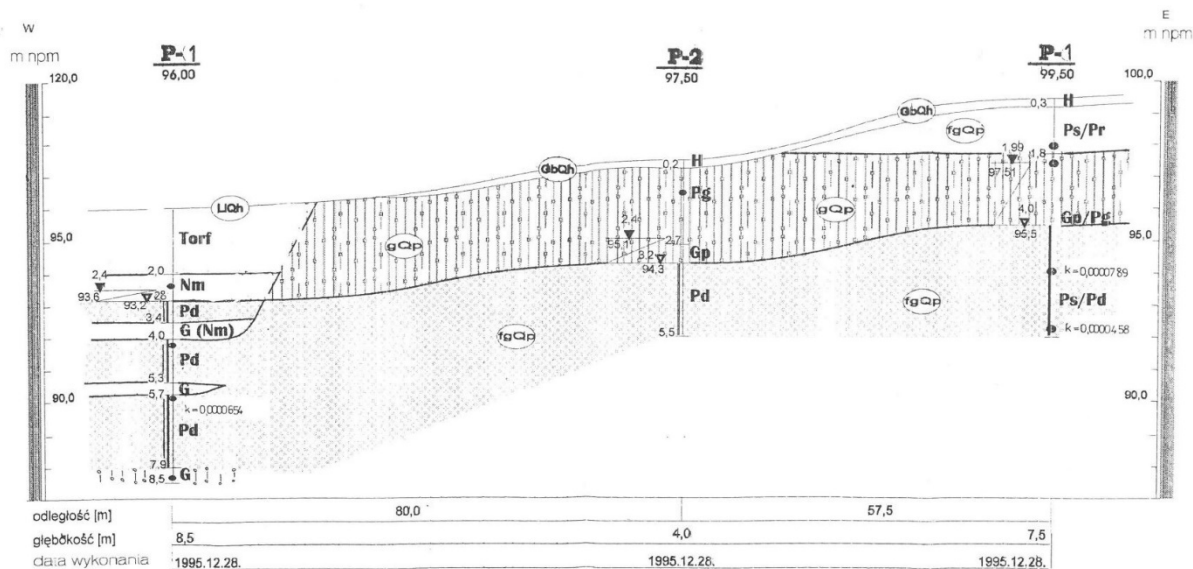 W E
m npm m npm
P-1 P-2 P-1
96,00 97,50 99,50
120,0 100,0
GbQh 0,3 H
fgQp Ps/Pr
GbQh 0,2 H 1,99 1,8
97,51
LlQh Pg
gQp gQp
Torf 2,4 4,0 Gp/Pg
95,0 95,1 2,7 Gp 95,5 95,0
3,2
94,3
2,4 2,0 Nm k=0,0000789
93,6 93,2 2,8 Pd Pd fgQp Ps/Pd
3,4 G (Nm) fgQp 5,5 k=0,0000458
4,0
Pd
5,3 G
5,7
90,0 k=0,0000654 90,0
Pd
7,9
8,5 G
odległość [m] 80,0 57,5
głębokość [m] 8,5 4,0 7,5
data wykonania 1995.12.28. 1995.12.28. 1995.12.28.